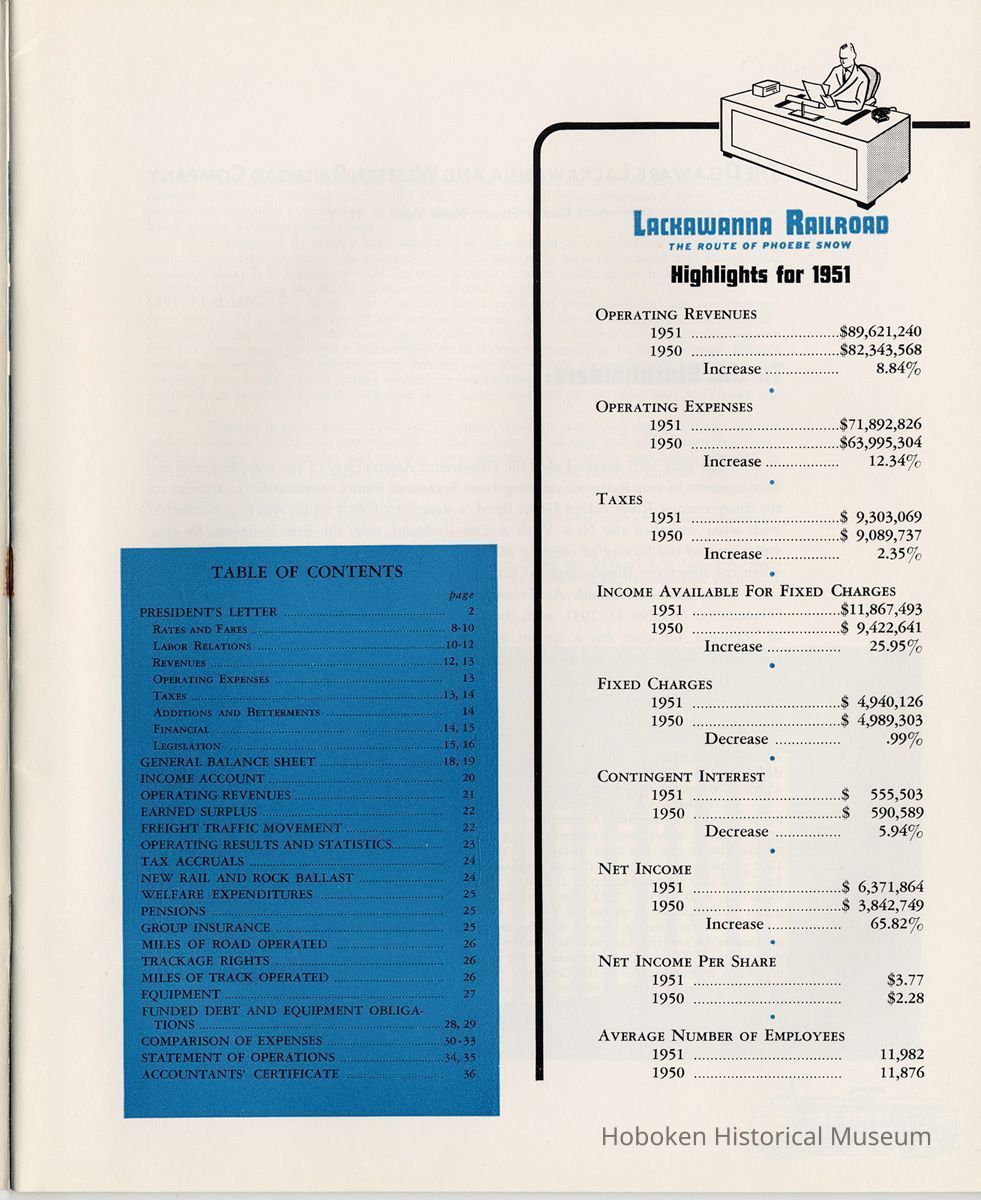 TABLE OF CONTENTS
page
PRESIDENT'S LETTER 2
RATES AND FARES 8-10
LABOR RELATIONS 10-12
REVENUES 12, 13
OPERATING EXPENSES 13
TAXES 13, 14
ADDITIONS AND BETTERMENTS 14
FINANCIAL 14, 15
LEGISLATION 15, 16
GENERAL BALANCE SHEET 18, 19
INCOME ACCOUNT 20
OPERATING REVENUES 21
EARNED SURPLUS 22
FREIGHT TRAFFIC MOVEMENT 22
OPERATING RESULTS AND STATISTICS 23
TAX ACCRUALS 24
NEW RAIL AND ROCK BALLAST 24
WELFARE EXPENDITURES 25
PENSIONS 25
GROUP INSURANCE 25
MILES OF ROAD OPERATED 26
TRACKAGE RIGHTS 26
MILES OF TRACK OPERATED 26
EQUIPMENT 27
FUNDED DEBT AND EQUIPMENT OBLIGA-
TIONS 28, 29
COMPARISON OF EXPENSES 30-33
STATEMENT OF OPERATIONS 34, 35
ACCOUNTANTS' CERTIFICATE 36
LACKAWANNA RAILROAD
THE ROUTE OF PHOEBE SNOW
Highlights for 1951
OPERATING REVENUES
1951 $89,621,240
1950 $82,343,568
Increase 8.84%
OPERATING EXPENSES
1951 $71,892,826
1950 $63,995,304
Increase 12.34%
TAXES
1951 $ 9,303,069
1950 $ 9,089,737
Increase 2.35%
INCOME AVAILABLE FOR FIXED CHARGES
1951 $11,867,493
1950 $ 9,422,641
Increase 25.95%
FIXED CHARGES
1951 $ 4,940,126
1950 $ 4,989,303
Decrease .99%
CONTINGENT INTEREST
1951 $ 555,503
1950 $ 590,589
Decrease 5.94%
NET INCOME
1951 $ 6,371,864
1950 $ 3,842,749
Increase 65.82%
NET INCOME PER SHARE
1951 $3.77
1950 $2.28
AVERAGE NUMBER OF EMPLOYEES
1951 11,982
1950 11,876
Hoboken Historical Museum